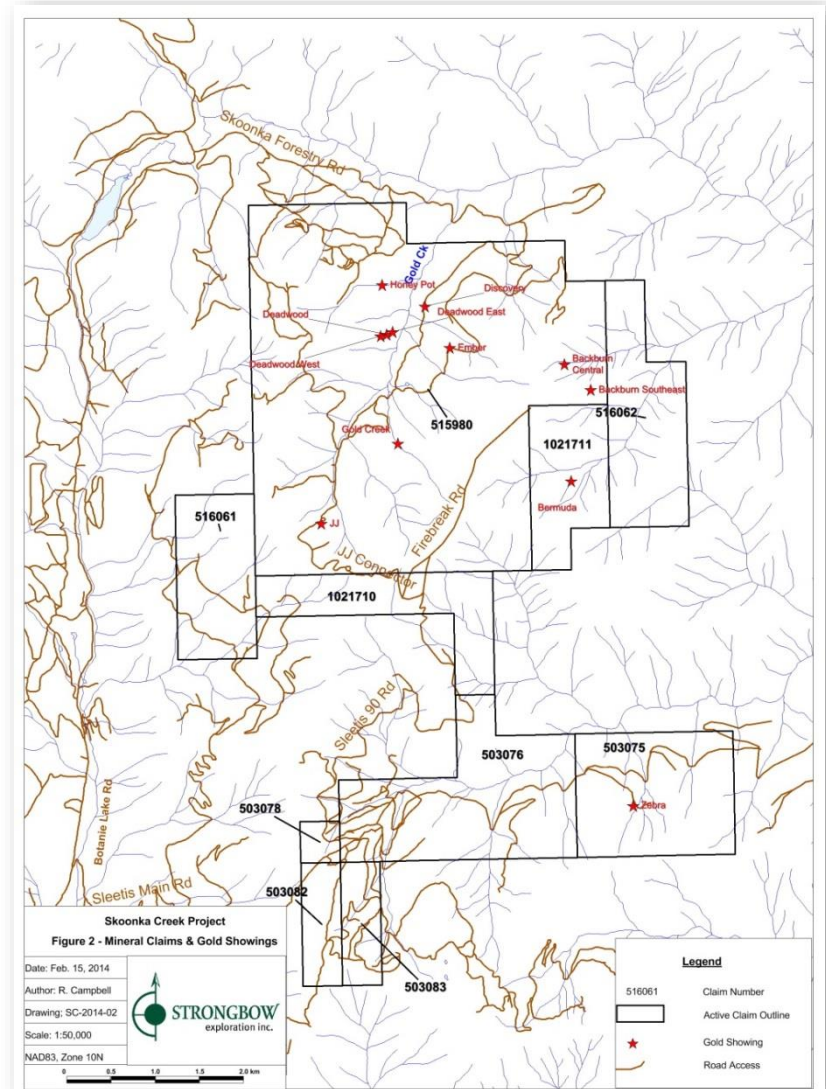 Skoonka Forestry Rd
Gold Ck
Honey Pot
Discovery
Deadwood
Deadwood East
Ember
Deadwood West
Backburn
Central
Backburn Southeast
515980
516062
Gold Creek
1021711
Bermuda
Firebreak Rd
516061
JJ
JJ Connector
1021710
Sleetis 90 Rd
503076
503075
Zebra
503078
Botanie Lake Rd
Sleetis Main Rd
503082
503083
Skoonka Creek Project
Figure 2 - Mineral Claims & Gold Showings
Date: Feb. 15, 2014
Author: R. Campbell
Drawing: SC-2014-02
Scale: 1:50,000
NAD83, Zone 10N
STRONGBOW
exploration inc.
0 0.5 1.0 1.5 2.0 km
Legend
516061 Claim Number
Active Claim Outline
Gold Showing
Road Access